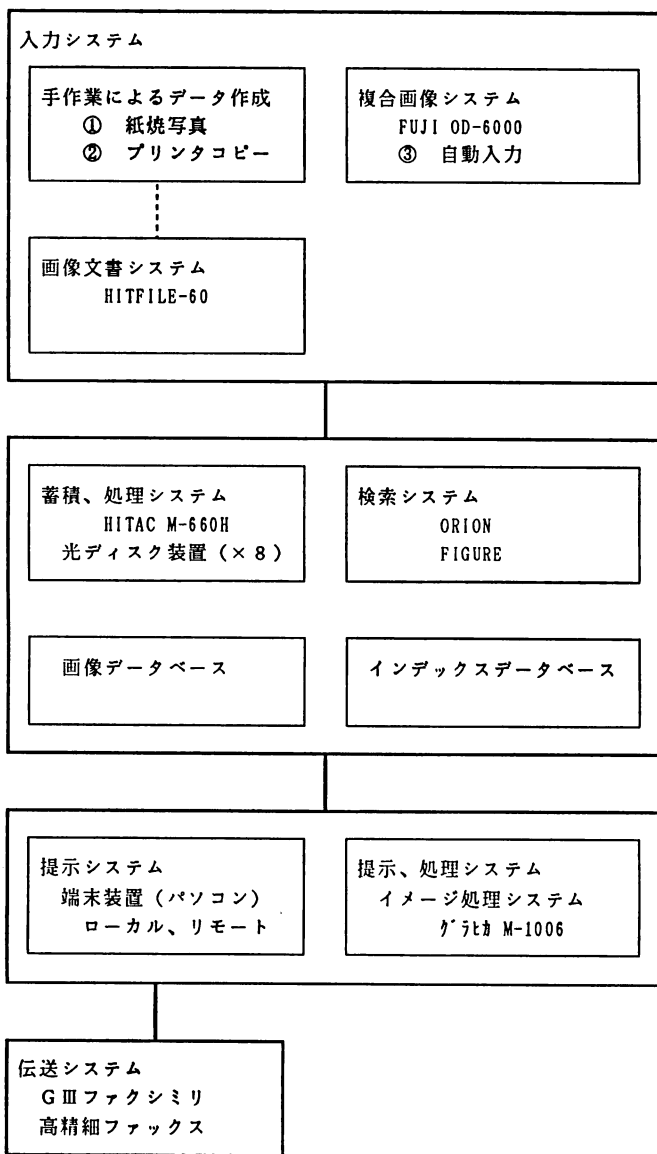 入力システム
手作業によるデータ作成
① 紙焼写真
② プリンタコピー
複合画像システム
FUJI OD-6000
③ 自動入力
画像文書システム
HITFILE-60
蓄積、処理システム
HITAC M-660H
光ディスク装置(×8)
検索システム
ORION
FIGURE
画像データベース
インデックスデータベース
提示システム
端末装置(パソコン)
ローカル、リモート
提示、処理システム
イメージ処理システム
グラヒカ M-1006
伝送システム
GⅢファクシミリ
高精細ファックス